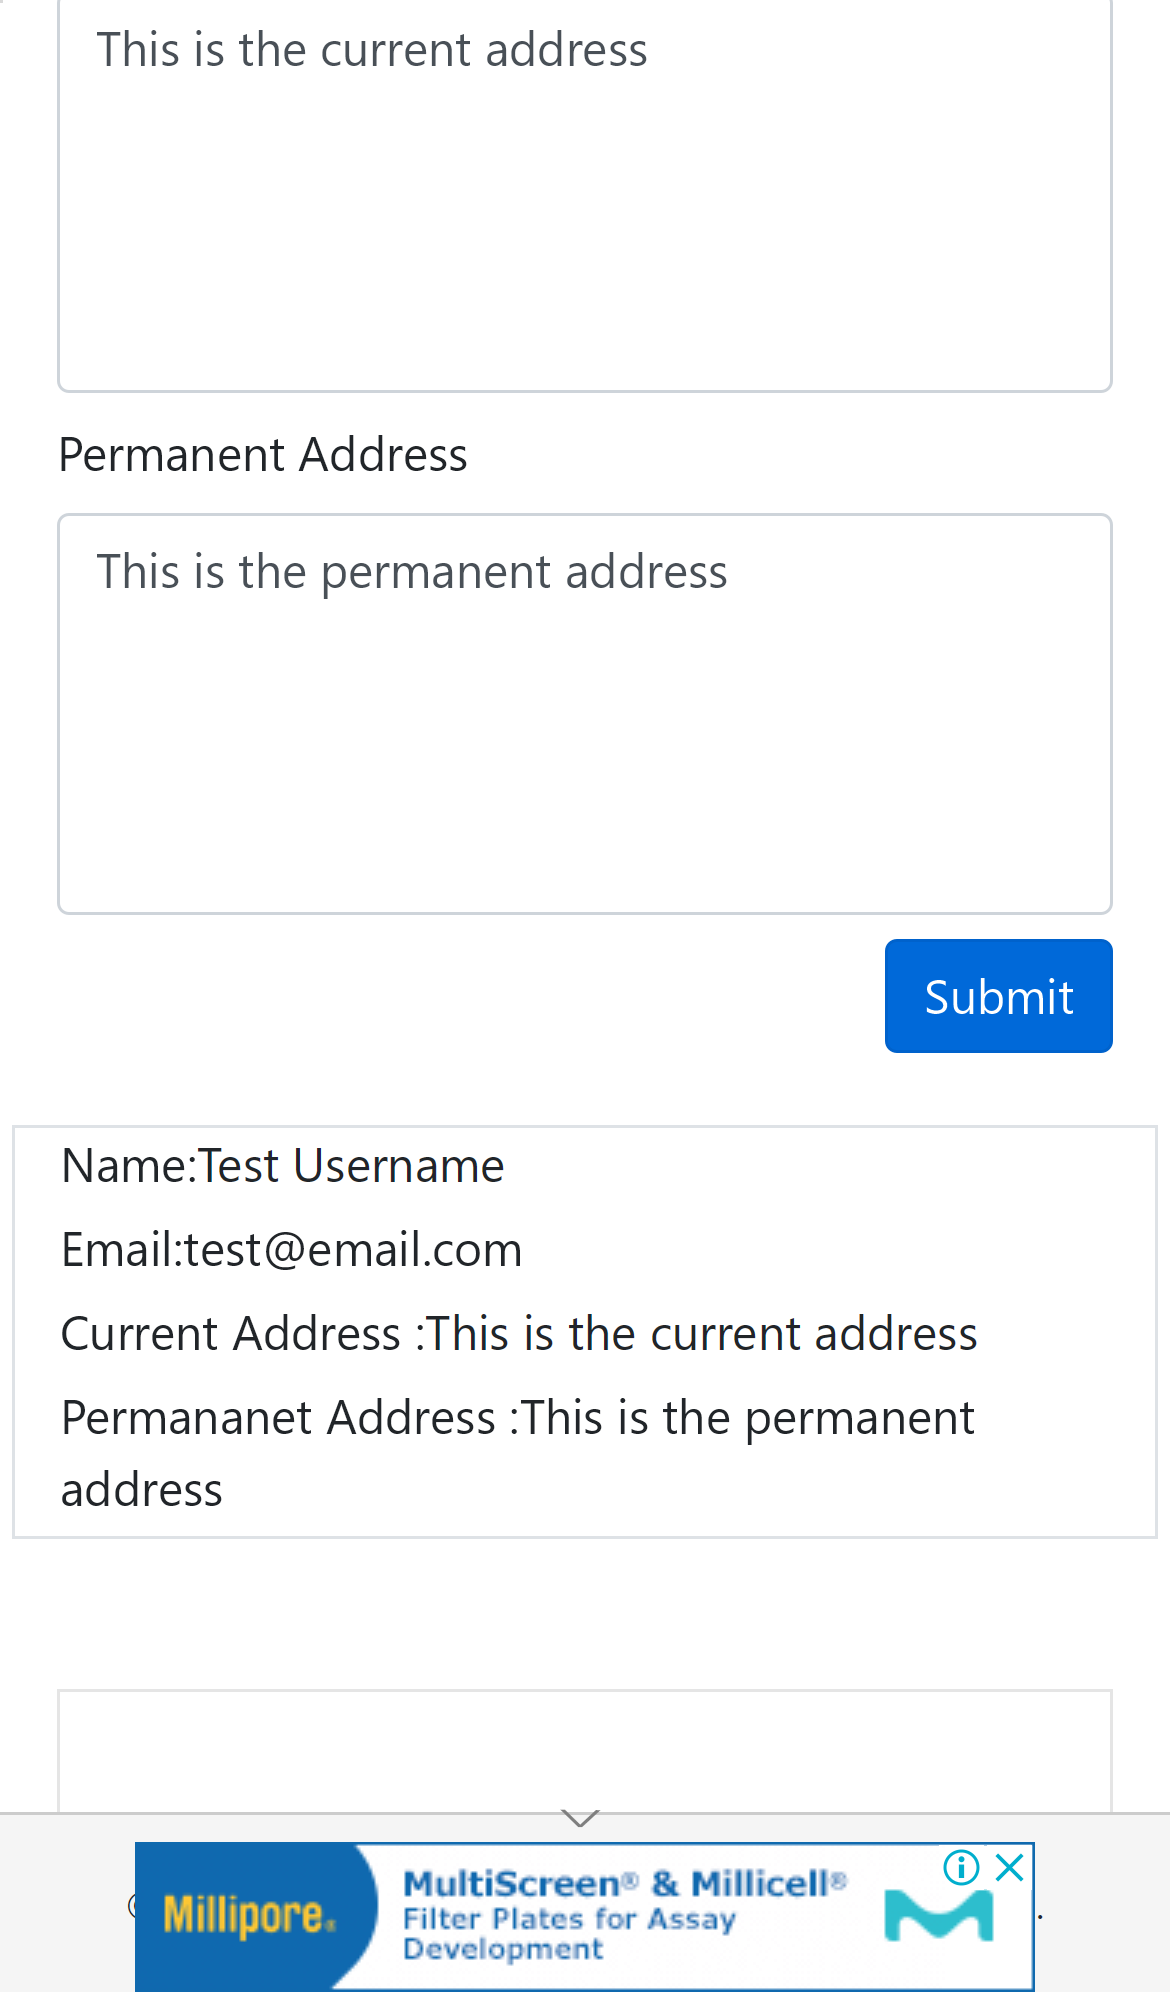 This is the current address
Permanent Address
This is the permanent address
Submit
Name:Test Username
Email:test@email.com
Current Address :This is the current address
Permananet Address :This is the permanent
address
Millipore®
MultiScreen® & Millicell®
Filter Plates for Assay
Development